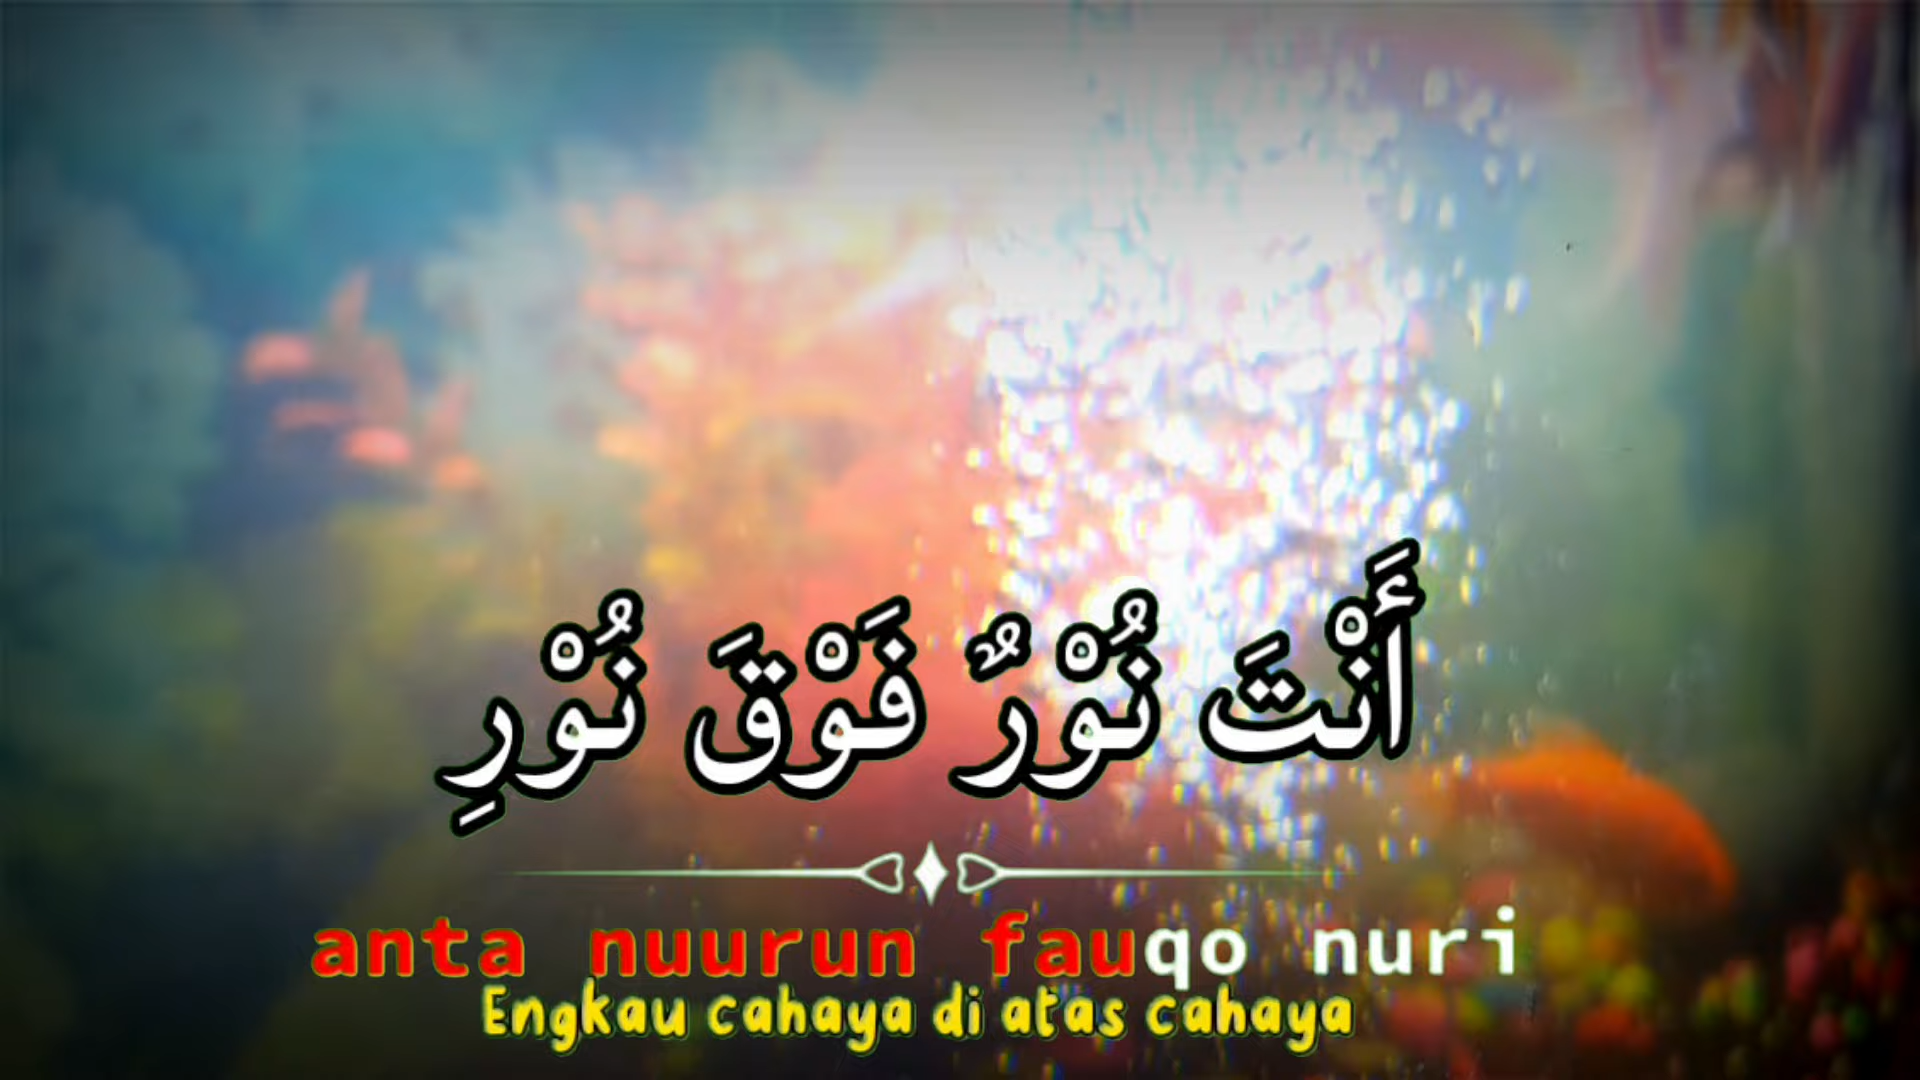 أَنْتَ نُوْرٌ فَوْقَ نُوْرِ
anta nuurun fauqo nuri
Engkau cahaya di atas cahaya